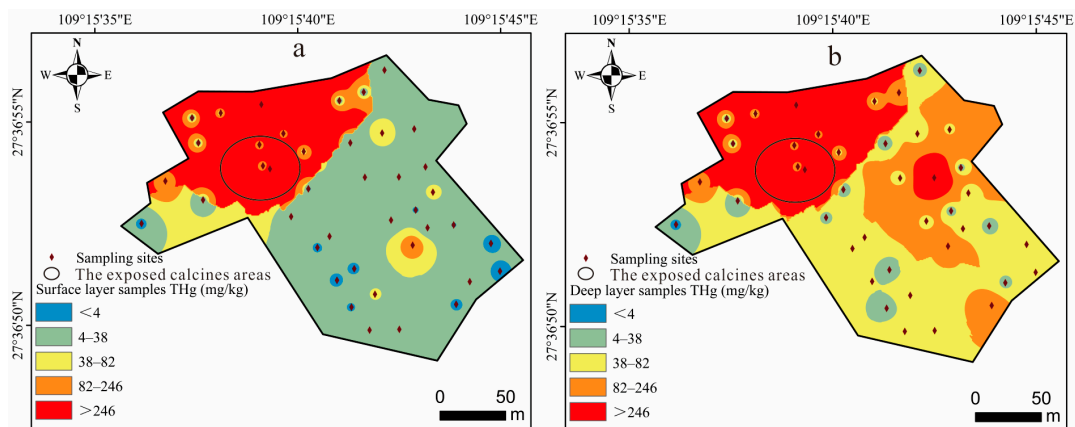 109°15'35"E 109°15'40"E 109°15'45"E
a
N
W E
S
27°36'55"N
27°36'50"N
Sampling sites
The exposed calcines areas
Surface layer samples THg (mg/kg)
<4
4–38
38–82
82–246
>246
0 50
m
109°15'35"E 109°15'40"E 109°15'45"E
b
N
W E
S
27°36'55"N
27°36'50"N
Sampling sites
The exposed calcines areas
Deep layer samples THg (mg/kg)
<4
4–38
38–82
82–246
>246
0 50
m